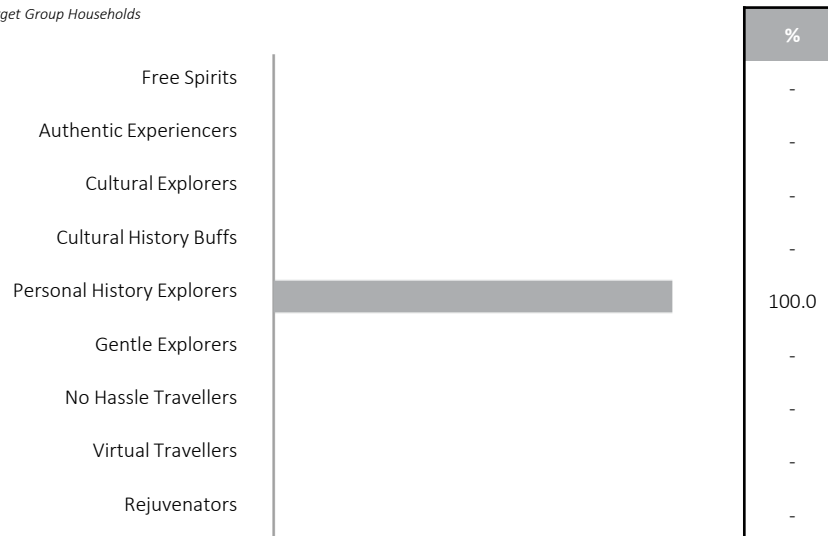 Group Households
%
Free Spirits
-
Authentic Experiencers
-
Cultural Explorers
-
Cultural History Buffs
-
Personal History Explorers
100.0
Gentle Explorers
-
No Hassle Travellers
-
Virtual Travellers
-
Rejuvenators
-